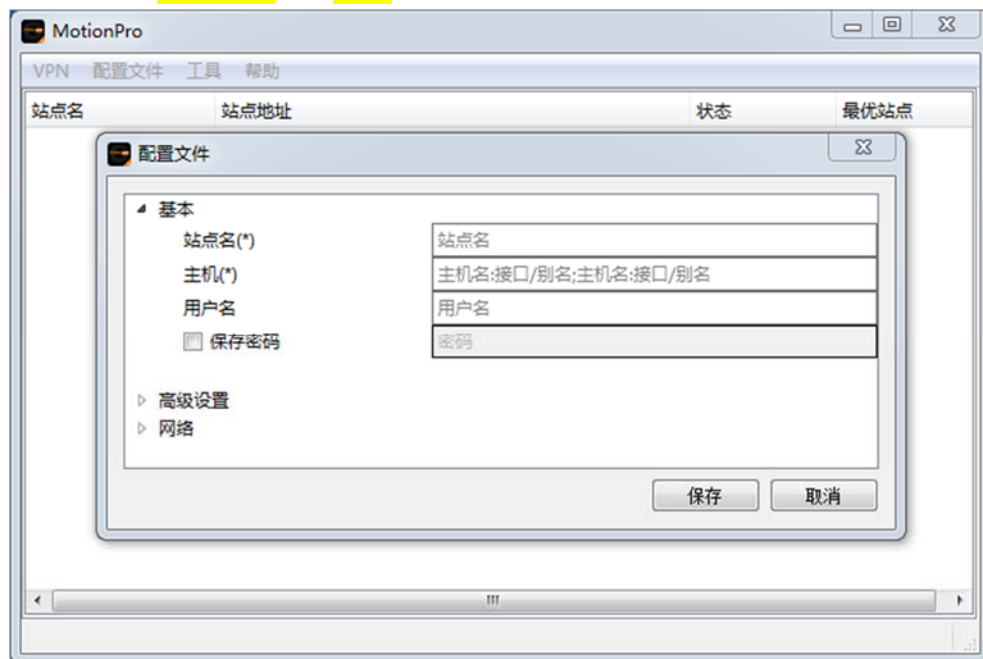 MotionPro
VPN 配置文件 工具 帮助
站点名 站点地址 状态 最优站点
配置文件
基本
站点名(*) 站点名
主机(*) 主机名:接口/别名;主机名:接口/别名
用户名 用户名
保存密码 密码
高级设置
网络
保存 取消